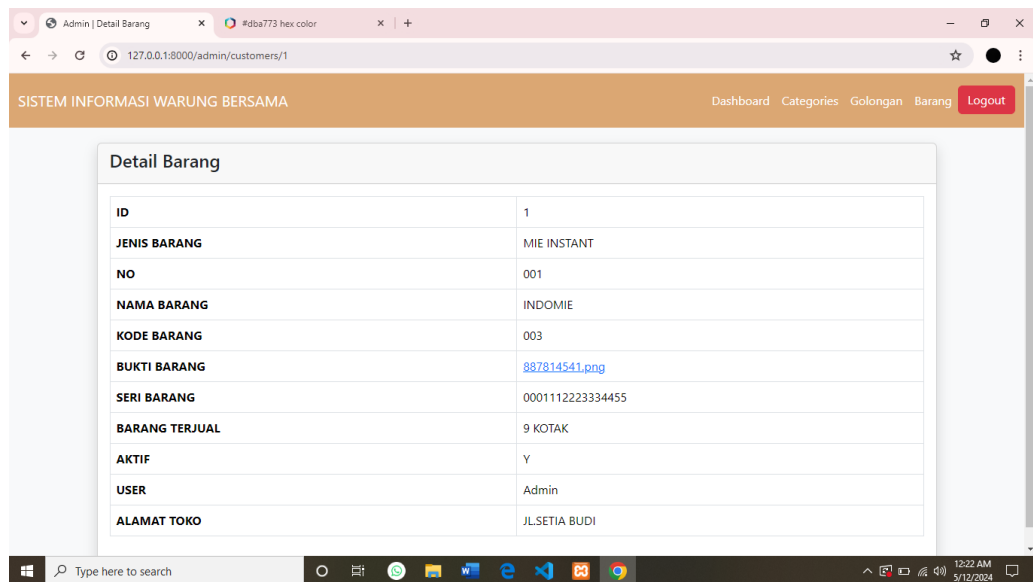 Admin | Detail Barang
#dba773 hex color
127.0.0.1:8000/admin/customers/1
SISTEM INFORMASI WARUNG BERSAMA
Dashboard Categories Golongan Barang Logout
Detail Barang
ID 1
JENIS BARANG MIE INSTANT
NO 001
NAMA BARANG INDOMIE
KODE BARANG 003
BUKTI BARANG 887814541.png
SERI BARANG 0001112223334455
BARANG TERJUAL 9 KOTAK
AKTIF Y
USER Admin
ALAMAT TOKO JL.SETIA BUDI
Type here to search
12:22 AM
5/12/2024